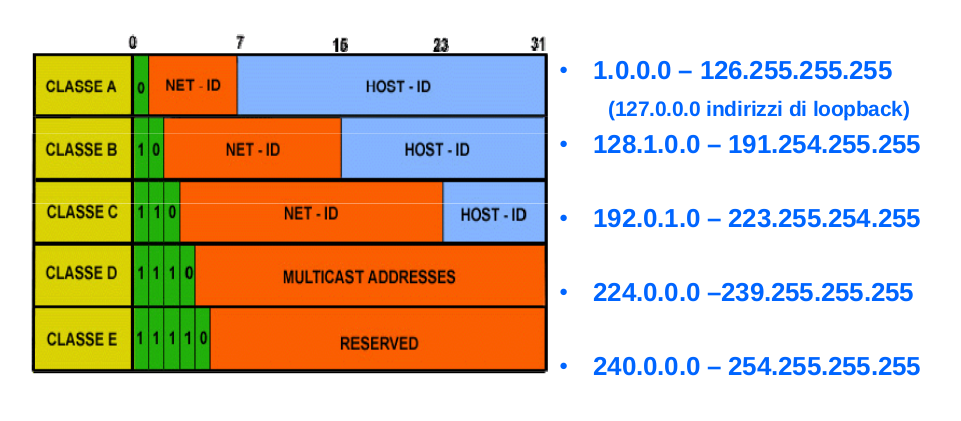 0 7 15 23 31
CLASSE A 0 NET - ID HOST - ID
CLASSE B 1 0 NET - ID HOST - ID
CLASSE C 1 1 0 NET - ID HOST - ID
CLASSE D 1 1 1 0 MULTICAST ADDRESSES
CLASSE E 1 1 1 1 0 RESERVED
• 1.0.0.0 – 126.255.255.255
(127.0.0.0 indirizzi di loopback)
• 128.1.0.0 – 191.254.255.255
• 192.0.1.0 – 223.255.254.255
• 224.0.0.0 –239.255.255.255
• 240.0.0.0 – 254.255.255.255